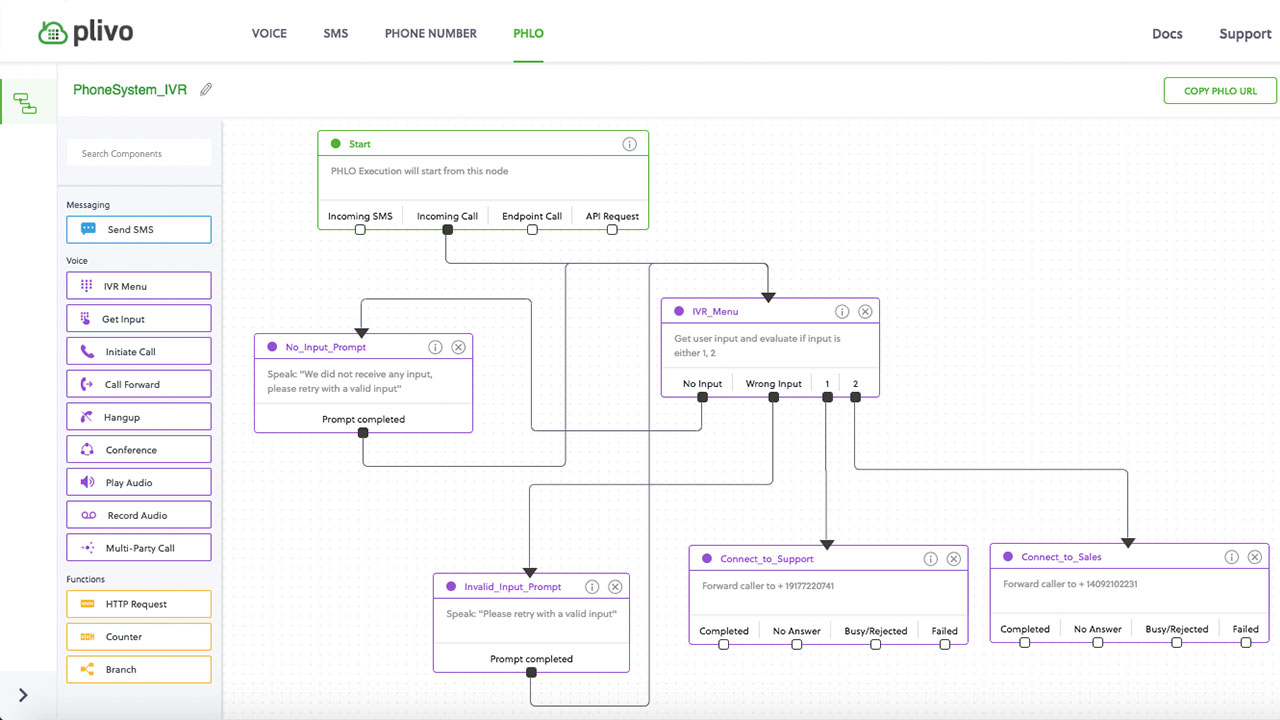 plivo
VOICE
SMS
PHONE NUMBER
PHLO
Docs
Support
PhoneSystem_IVR
COPY PHLO URL
Search Components
Messaging
Send SMS
Voice
IVR Menu
Get Input
Initiate Call
Call Forward
Hangup
Conference
Play Audio
Record Audio
Multi-Party Call
Functions
HTTP Request
Counter
Branch
Start
PHLO Execution will start from this node
Incoming SMS
Incoming Call
Endpoint Call
API Request
No_Input_Prompt
Speak: "We did not receive any input,
please retry with a valid input"
Prompt completed
IVR_Menu
Get user input and evaluate if input is
either 1, 2
No Input
Wrong Input
1
2
Invalid_Input_Prompt
Speak: "Please retry with a valid input"
Prompt completed
Connect_to_Support
Forward caller to + 19177220741
Completed
No Answer
Busy/Rejected
Failed
Connect_to_Sales
Forward caller to + 14092102231
Completed
No Answer
Busy/Rejected
Failed